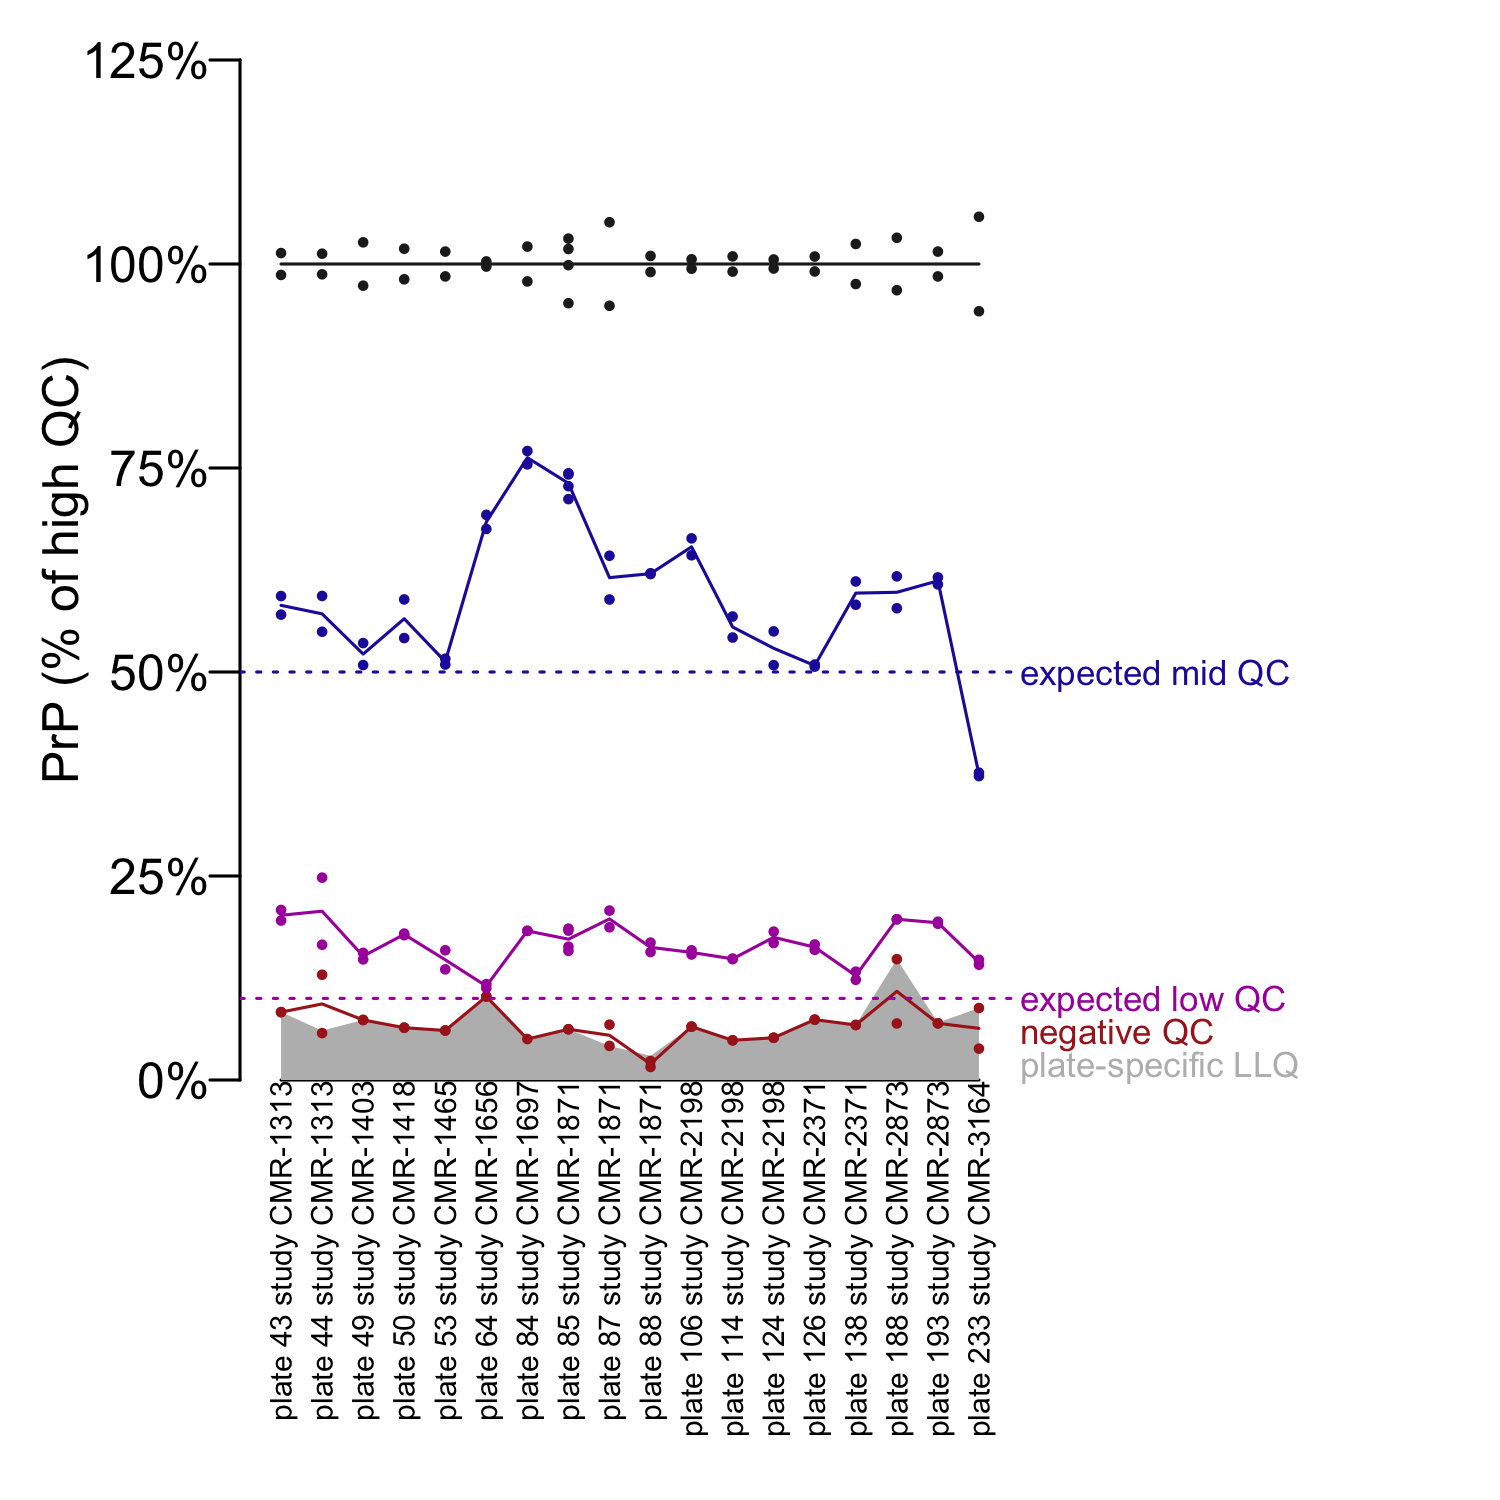 125%
100%
75%
50%
25%
0%
PrP (% of high QC)
expected mid QC
expected low QC
negative QC
plate-specific LLQ
plate 43 study CMR-1313
plate 44 study CMR-1313
plate 49 study CMR-1403
plate 50 study CMR-1418
plate 53 study CMR-1465
plate 64 study CMR-1656
plate 84 study CMR-1697
plate 85 study CMR-1871
plate 87 study CMR-1871
plate 88 study CMR-1871
plate 106 study CMR-2198
plate 114 study CMR-2198
plate 124 study CMR-2198
plate 126 study CMR-2371
plate 138 study CMR-2371
plate 188 study CMR-2873
plate 193 study CMR-2873
plate 233 study CMR-3164